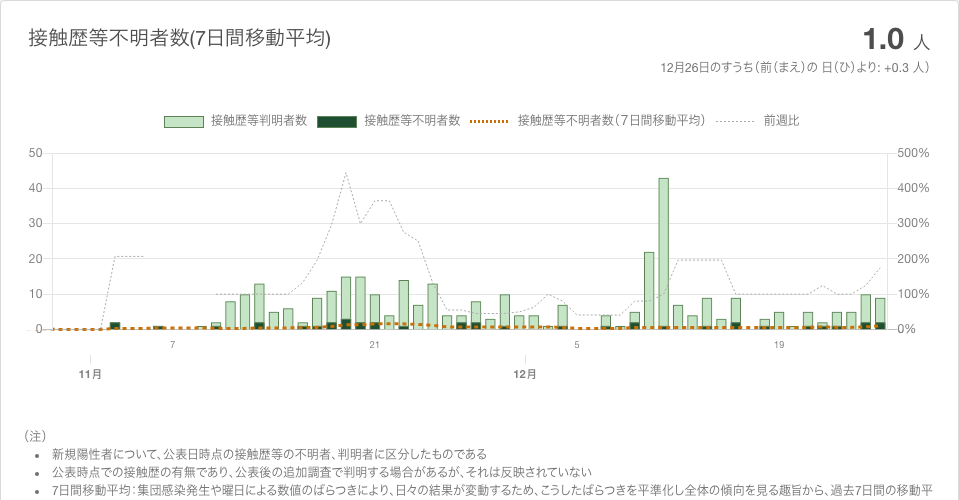 接触歴等不明者数(7日間移動平均)
1.0 人
12月26日のすうち（前（まえ）の 日（ひ）より: +0.3 人）
接触歴等判明者数 接触歴等不明者数 接触歴等不明者数（7日間移動平均） 前週比
50 500%
40 400%
30 300%
20 200%
10 100%
0 0%
7 21 5 19
11月 12月
（注）
• 新規陽性者について、公表日時点の接触歴等の不明者、判明者に区分したものである
• 公表時点での接触歴の有無であり、公表後の追加調査で判明する場合があるが、それは反映されていない
• 7日間移動平均：集団感染発生や曜日による数値のばらつきにより、日々の結果が変動するため、こうしたばらつきを平準化し全体の傾向を見る趣旨から、過去7日間の移動平